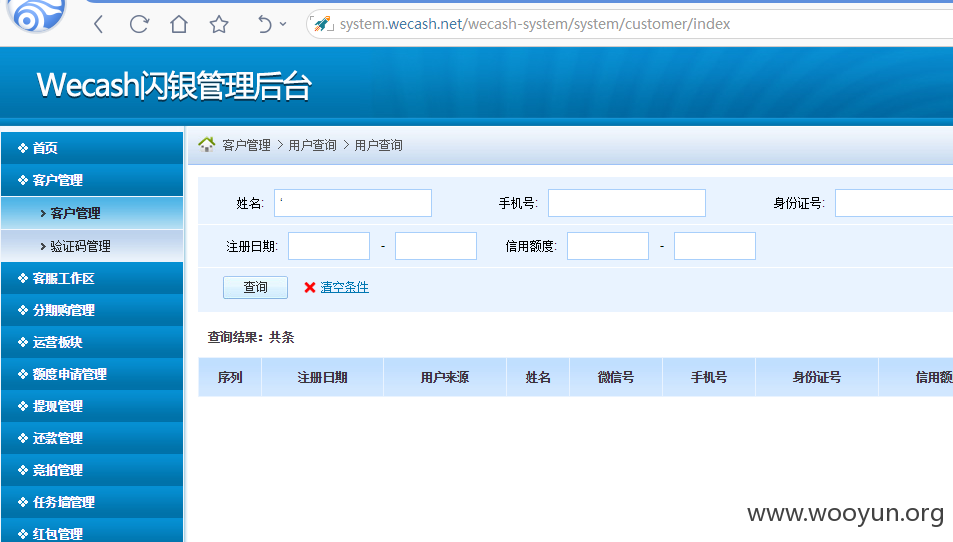 system.wecash.net/wecash-system/system/customer/index
Wecash闪银管理后台
首页
客户管理
客户管理
验证码管理
客服工作区
分期购管理
运营板块
额度申请管理
提现管理
还款管理
竞拍管理
任务墙管理
红包管理
客户管理 > 用户查询 > 用户查询
姓名: ' 手机号: 身份证号:
注册日期: - 信用额度: -
查询 清空条件
查询结果：共条
序列 注册日期 用户来源 姓名 微信号 手机号 身份证号 信用额
www.wooyun.org